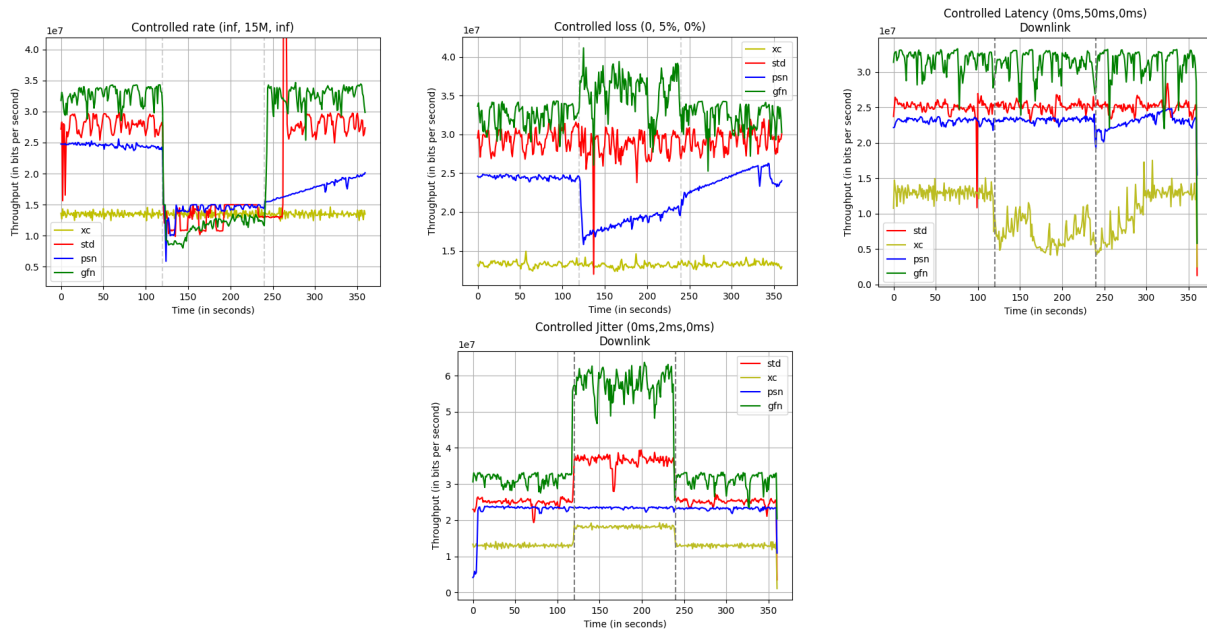 Controlled rate (inf, 15M, inf)
1e7
4.0
3.5
3.0
2.5
2.0
1.5
1.0
0.5
Throughput (in bits per second)
xc
std
psn
gfn
0 50 100 150 200 250 300 350
Time (in seconds)
Controlled loss (0, 5%, 0%)
1e7
4.0
3.5
3.0
2.5
2.0
1.5
Throughput (in bits per second)
xc
std
psn
gfn
0 50 100 150 200 250 300 350
Time (in seconds)
Controlled Latency (0ms,50ms,0ms)
Downlink
1e7
3.0
2.5
2.0
1.5
1.0
0.5
0.0
Throughput (in bits per second)
std
xc
psn
gfn
0 50 100 150 200 250 300 350
Time (in seconds)
Controlled Jitter (0ms,2ms,0ms)
Downlink
1e7
6
5
4
3
2
1
0
Throughput (in bits per second)
std
xc
psn
gfn
0 50 100 150 200 250 300 350
Time (in seconds)